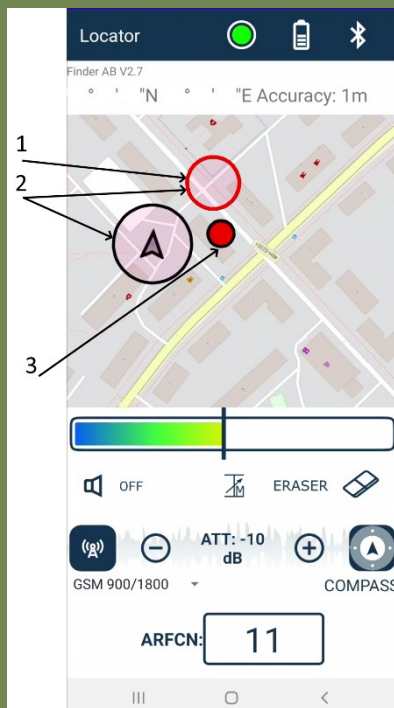 Locator
Finder AB V2.7
° ' "N ° ' "E Accuracy: 1m
1
2
3
OFF
M
ERASER
ATT: -10
dB
GSM 900/1800
COMPASS
ARFCN: 11